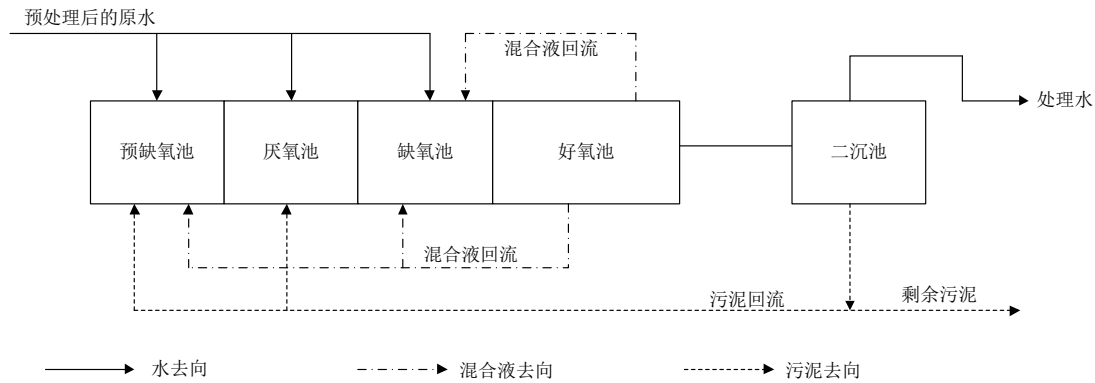 预处理后的原水
混合液回流
处理水
预缺氧池
厌氧池
缺氧池
好氧池
二沉池
混合液回流
污泥回流
剩余污泥
水去向
混合液去向
污泥去向